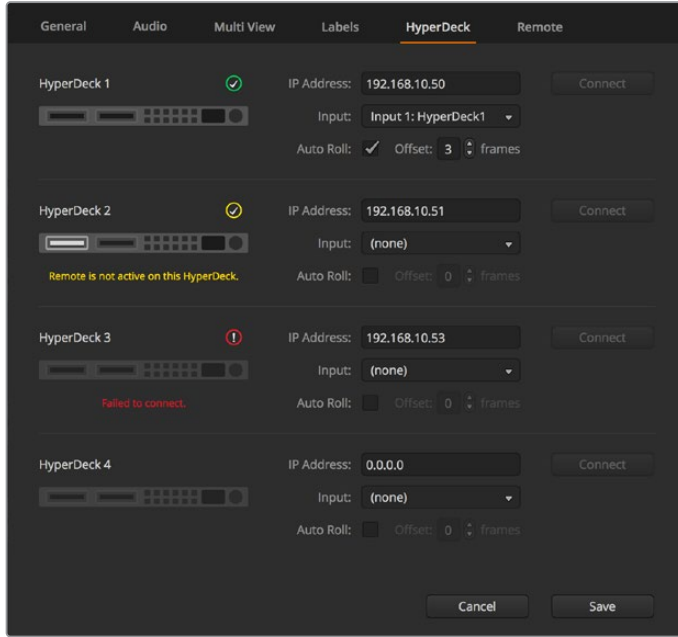 General Audio Multi View Labels HyperDeck Remote
HyperDeck 1 IP Address: 192.168.10.50 Connect
Input: Input 1: HyperDeck1
Auto Roll: Offset: 3 frames
HyperDeck 2 IP Address: 192.168.10.51 Connect
Input: (none)
Remote is not active on this HyperDeck. Auto Roll: Offset: 0 frames
HyperDeck 3 IP Address: 192.168.10.53 Connect
Input: (none)
Failed to connect. Auto Roll: Offset: 0 frames
HyperDeck 4 IP Address: 0.0.0.0 Connect
Input: (none)
Auto Roll: Offset: 0 frames
Cancel Save